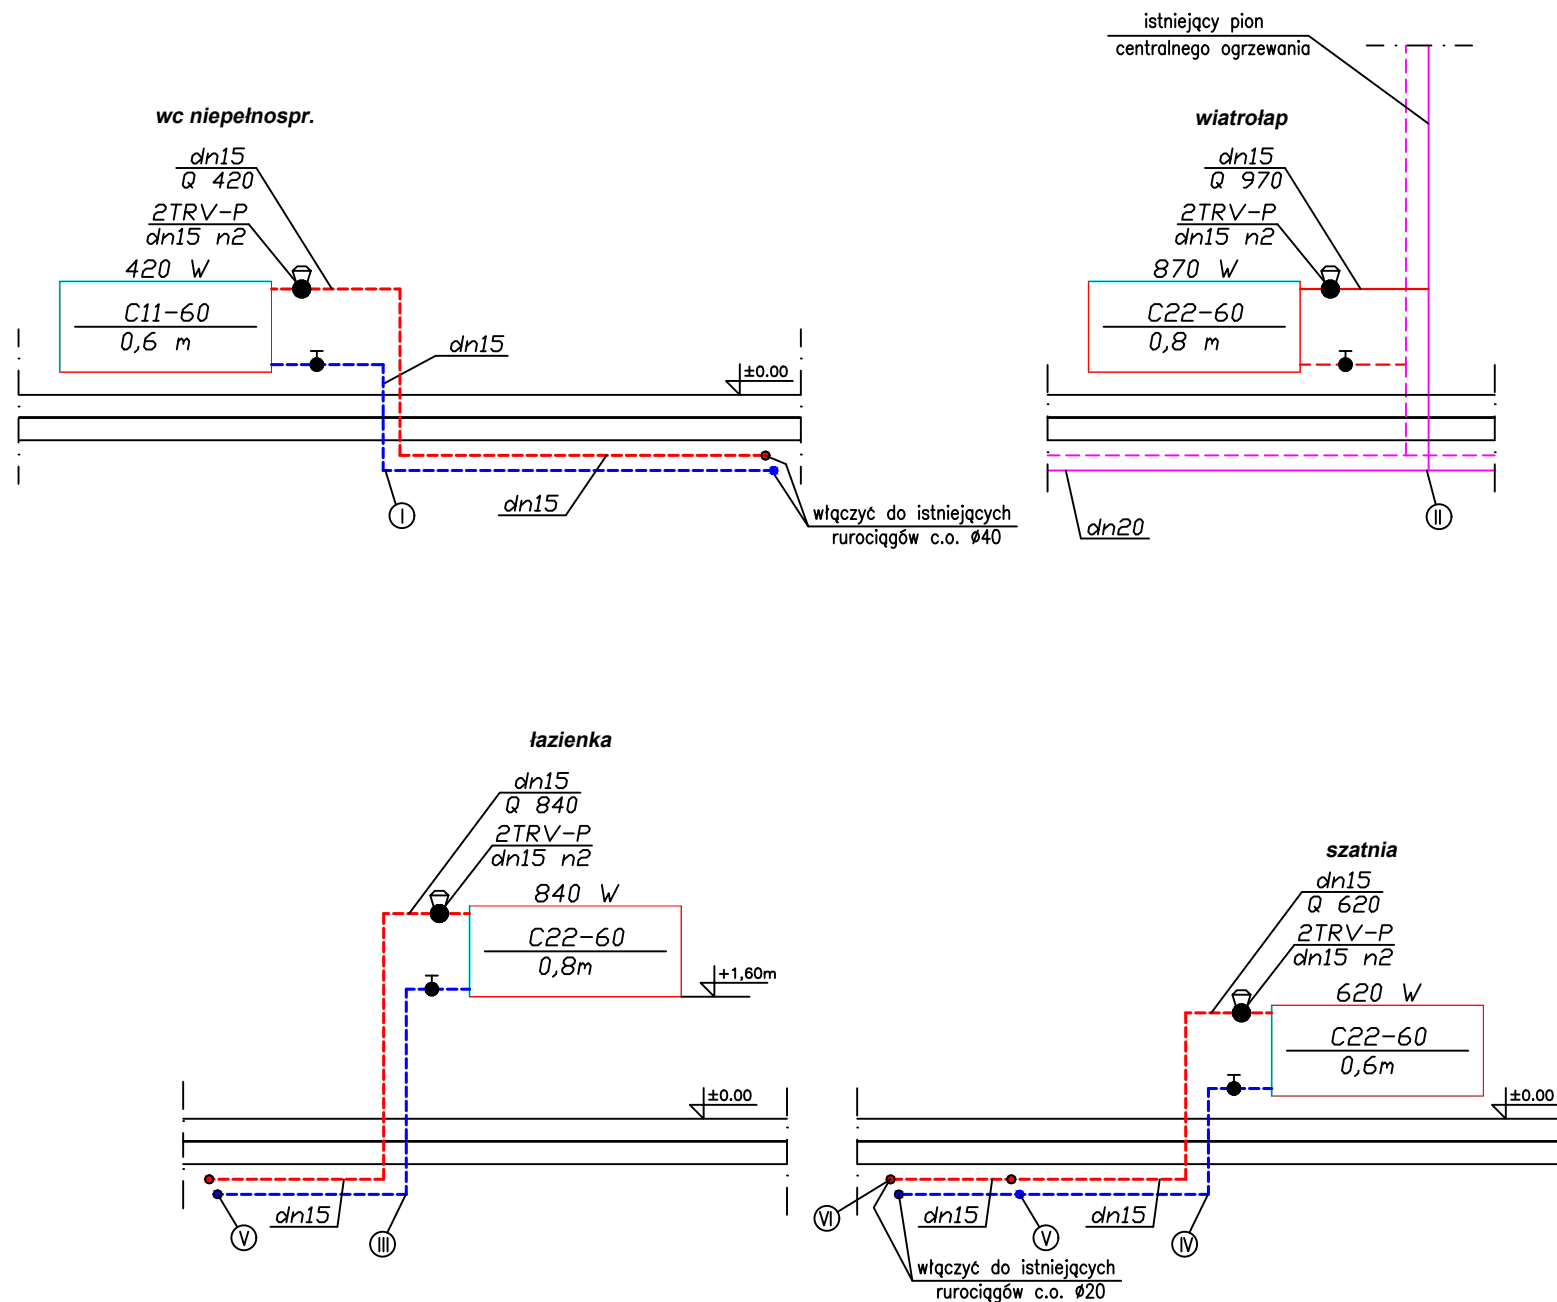 istniejący pion
centralnego ogrzewania
wc niepełnospr.
dn15
Q 420
2TRV-P
dn15 n2
420 W
C11-60
0,6 m
dn15
±0.00
dn15
I
włączyć do istniejących
rurociągów c.o. Ø40
wiatrołap
dn15
Q 970
2TRV-P
dn15 n2
870 W
C22-60
0,8 m
dn20
II
łazienka
dn15
Q 840
2TRV-P
dn15 n2
840 W
C22-60
0,8m
+1,60m
±0.00
dn15
V
III
szatnia
dn15
Q 620
2TRV-P
dn15 n2
620 W
C22-60
0,6m
±0.00
VI
dn15
V
dn15
IV
włączyć do istniejących
rurociągów c.o. Ø20